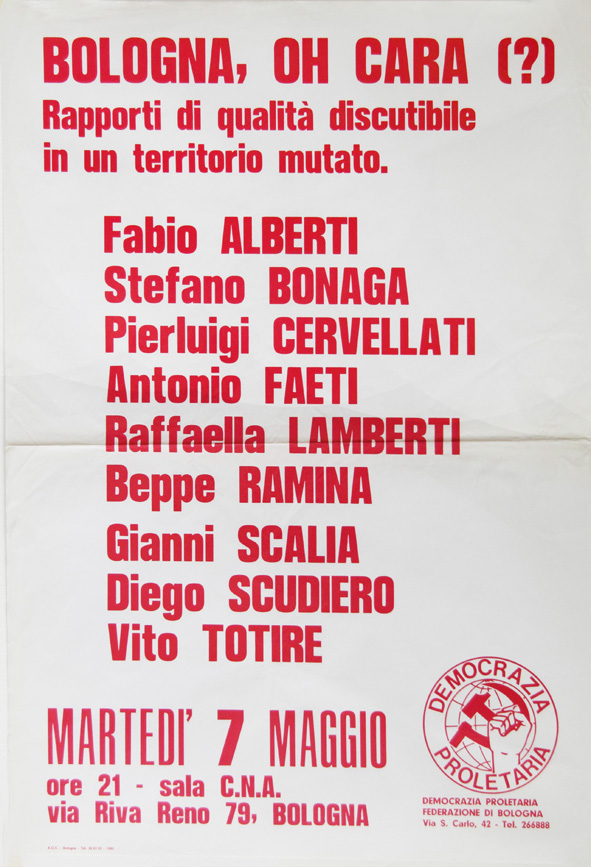 BOLOGNA, OH CARA (?)
Rapporti di qualità discutibile
in un territorio mutato.
Fabio ALBERTI
Stefano BONAGA
Pierluigi CERVELLATI
Antonio FAETI
Raffaella LAMBERTI
Beppe RAMINA
Gianni SCALIA
Diego SCUDIERO
Vito TOTIRE
MARTEDI' 7 MAGGIO
ore 21 - sala C.N.A.
via Riva Reno 79, BOLOGNA
DEMOCRAZIA
PROLETARIA
DEMOCRAZIA PROLETARIA
FEDERAZIONE DI BOLOGNA
Via S. Carlo, 42 - Tel. 266888